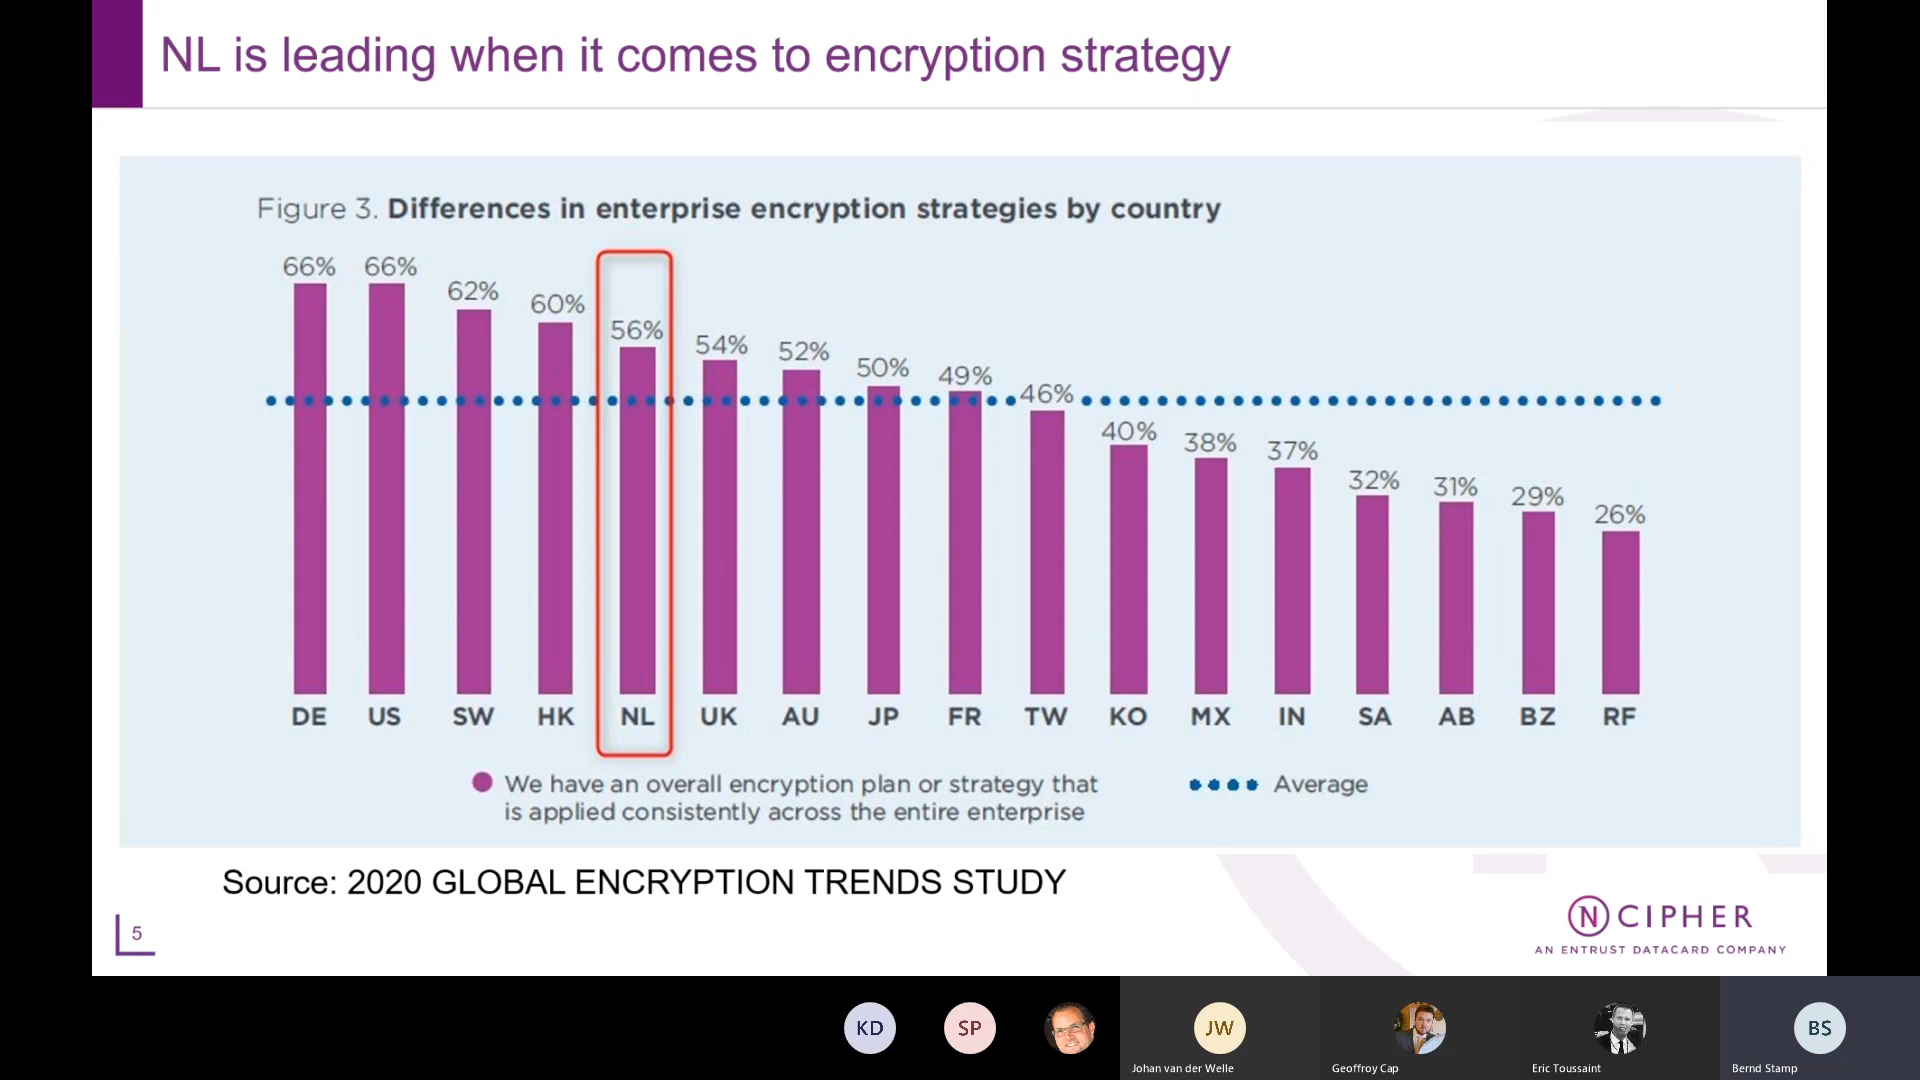 NL is leading when it comes to encryption strategy
Figure 3. Differences in enterprise encryption strategies by country
66% 66% 62% 60% 56% 54% 52% 50% 49% 46% 40% 38% 37% 32% 31% 29% 26%
DE US SW HK NL UK AU JP FR TW KO MX IN SA AB BZ RF
We have an overall encryption plan or strategy that
is applied consistently across the entire enterprise
Average
Source: 2020 GLOBAL ENCRYPTION TRENDS STUDY
5
N CIPHER
AN ENTRUST DATACARD COMPANY
KD SP JW BS
Johan van der Welle Geoffroy Cap Eric Toussaint Bernd Stamp